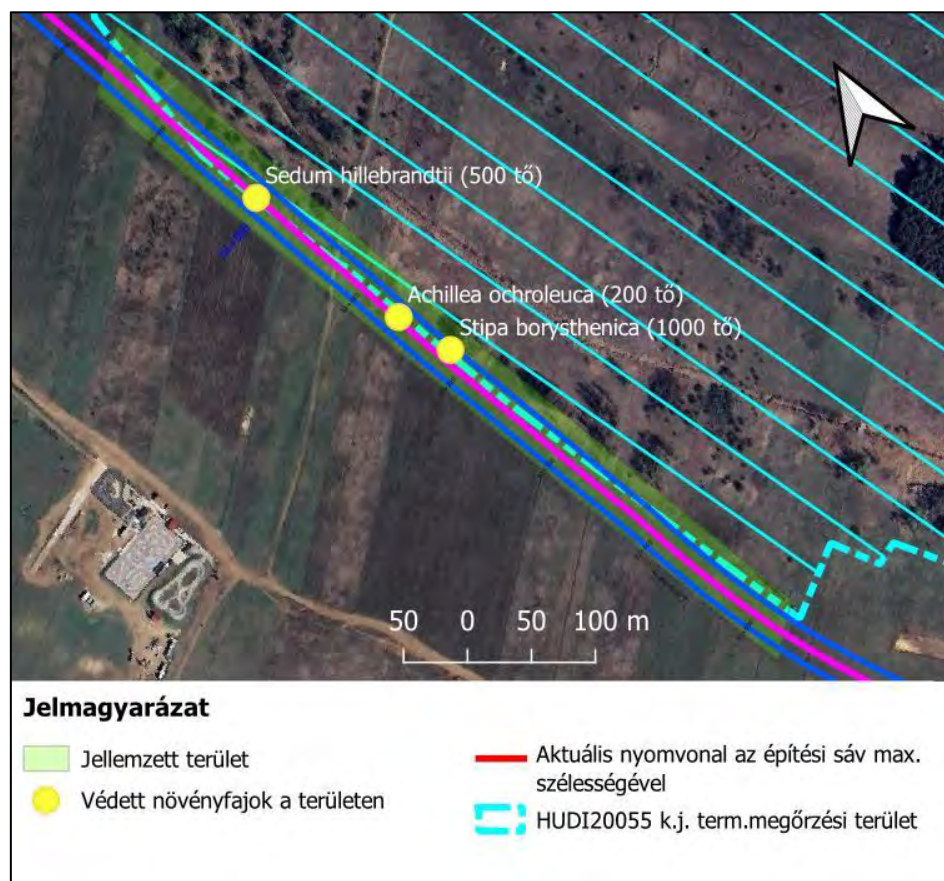 Sedum hillebrandtii (500 tő)
Achillea ochroleuca (200 tő)
Stipa borysthenica (1000 tő)
50 0 50 100 m
Jelmagyarázat
Jellemzett terület
Védett növényfajok a területen
Aktuális nyomvonal az építési sáv max.
szélességével
HUDI20055 k.j. term.megőrzési terület